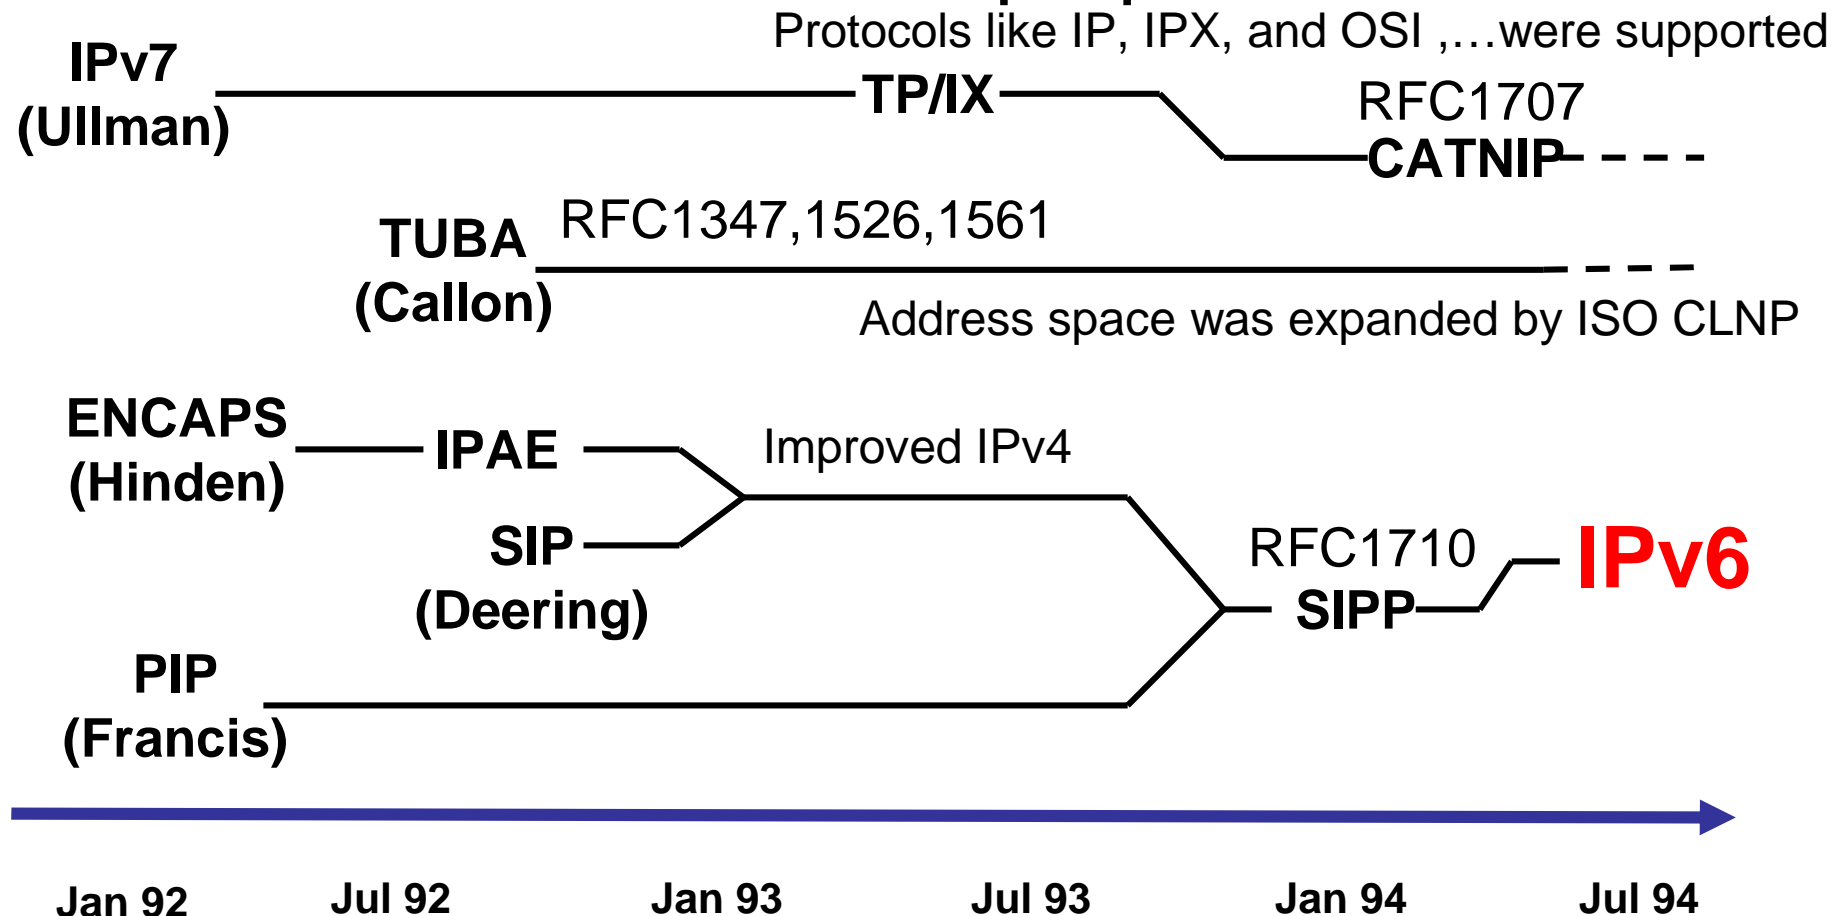 Protocols like IP, IPX, and OSI ,…were supported
IPv7
(Ullman)
TP/IX
RFC1707
CATNIP
TUBA
(Callon)
RFC1347,1526,1561
Address space was expanded by ISO CLNP
ENCAPS
(Hinden)
IPAE
Improved IPv4
SIP
(Deering)
RFC1710
SIPP
IPv6
PIP
(Francis)
Jan 92
Jul 92
Jan 93
Jul 93
Jan 94
Jul 94